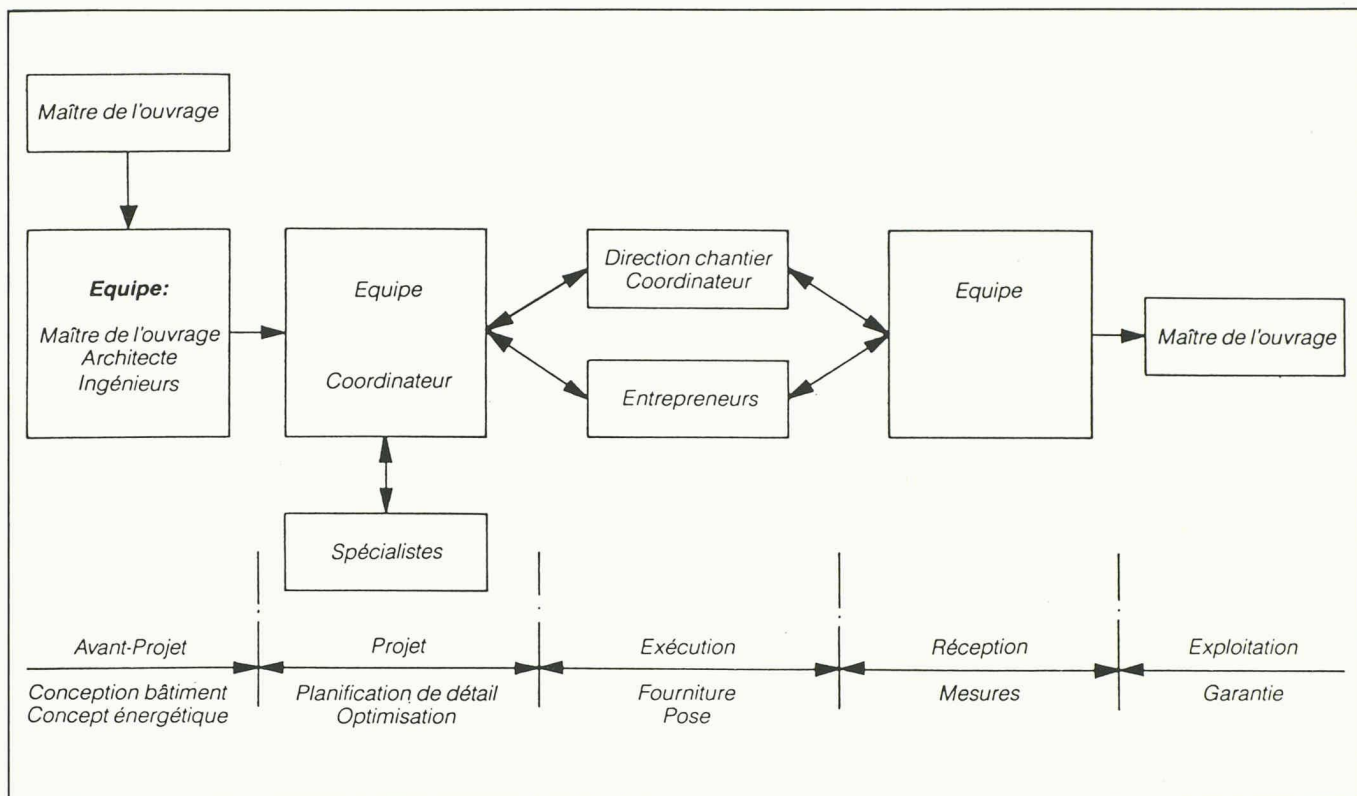 Maître de l'ouvrage
Equipe:
Maître de l'ouvrage
Architecte
Ingénieurs
Equipe
Coordinateur
Spécialistes
Direction chantier
Coordinateur
Entrepreneurs
Equipe
Maître de l'ouvrage
Avant-Projet
Conception bâtiment
Concept énergétique
Projet
Planification de détail
Optimisation
Exécution
Fourniture
Pose
Réception
Mesures
Exploitation
Garantie